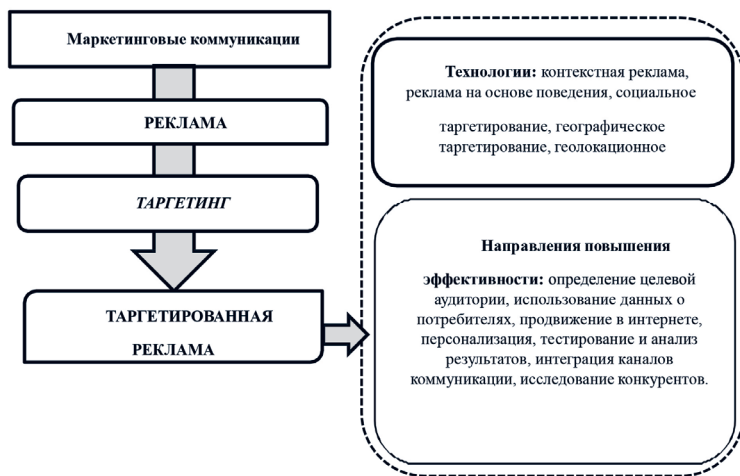 Маркетинговые коммуникации
РЕКЛАМА
ТАРГЕТИНГ
ТАРГЕТИРОВАННАЯ
РЕКЛАМА
Технологии: контекстная реклама,
реклама на основе поведения, социальное
таргетирование, географическое
таргетирование, геолокационное
Направления повышения
эффективности: определение целевой
аудитории, использование данных о
потребителях, продвижение в интернете,
персонализация, тестирование и анализ
результатов, интеграция каналов
коммуникации, исследование конкурентов.